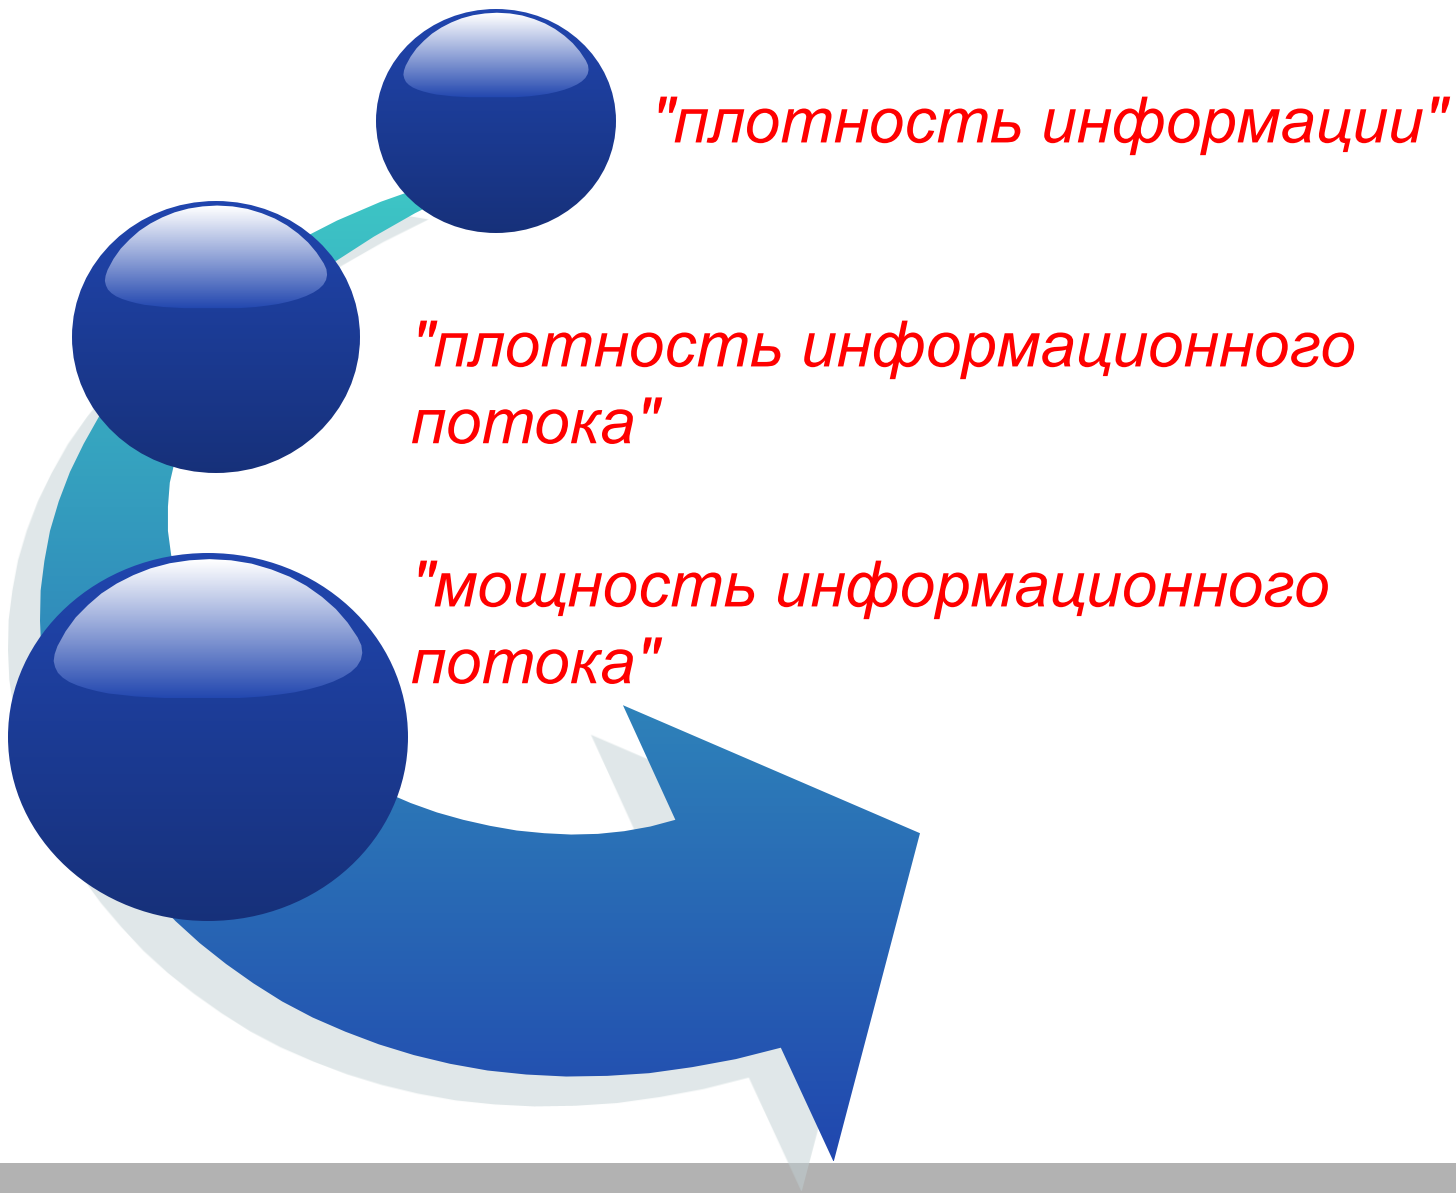 "плотность информации"
"плотность информационного
потока"
"мощность информационного
потока"